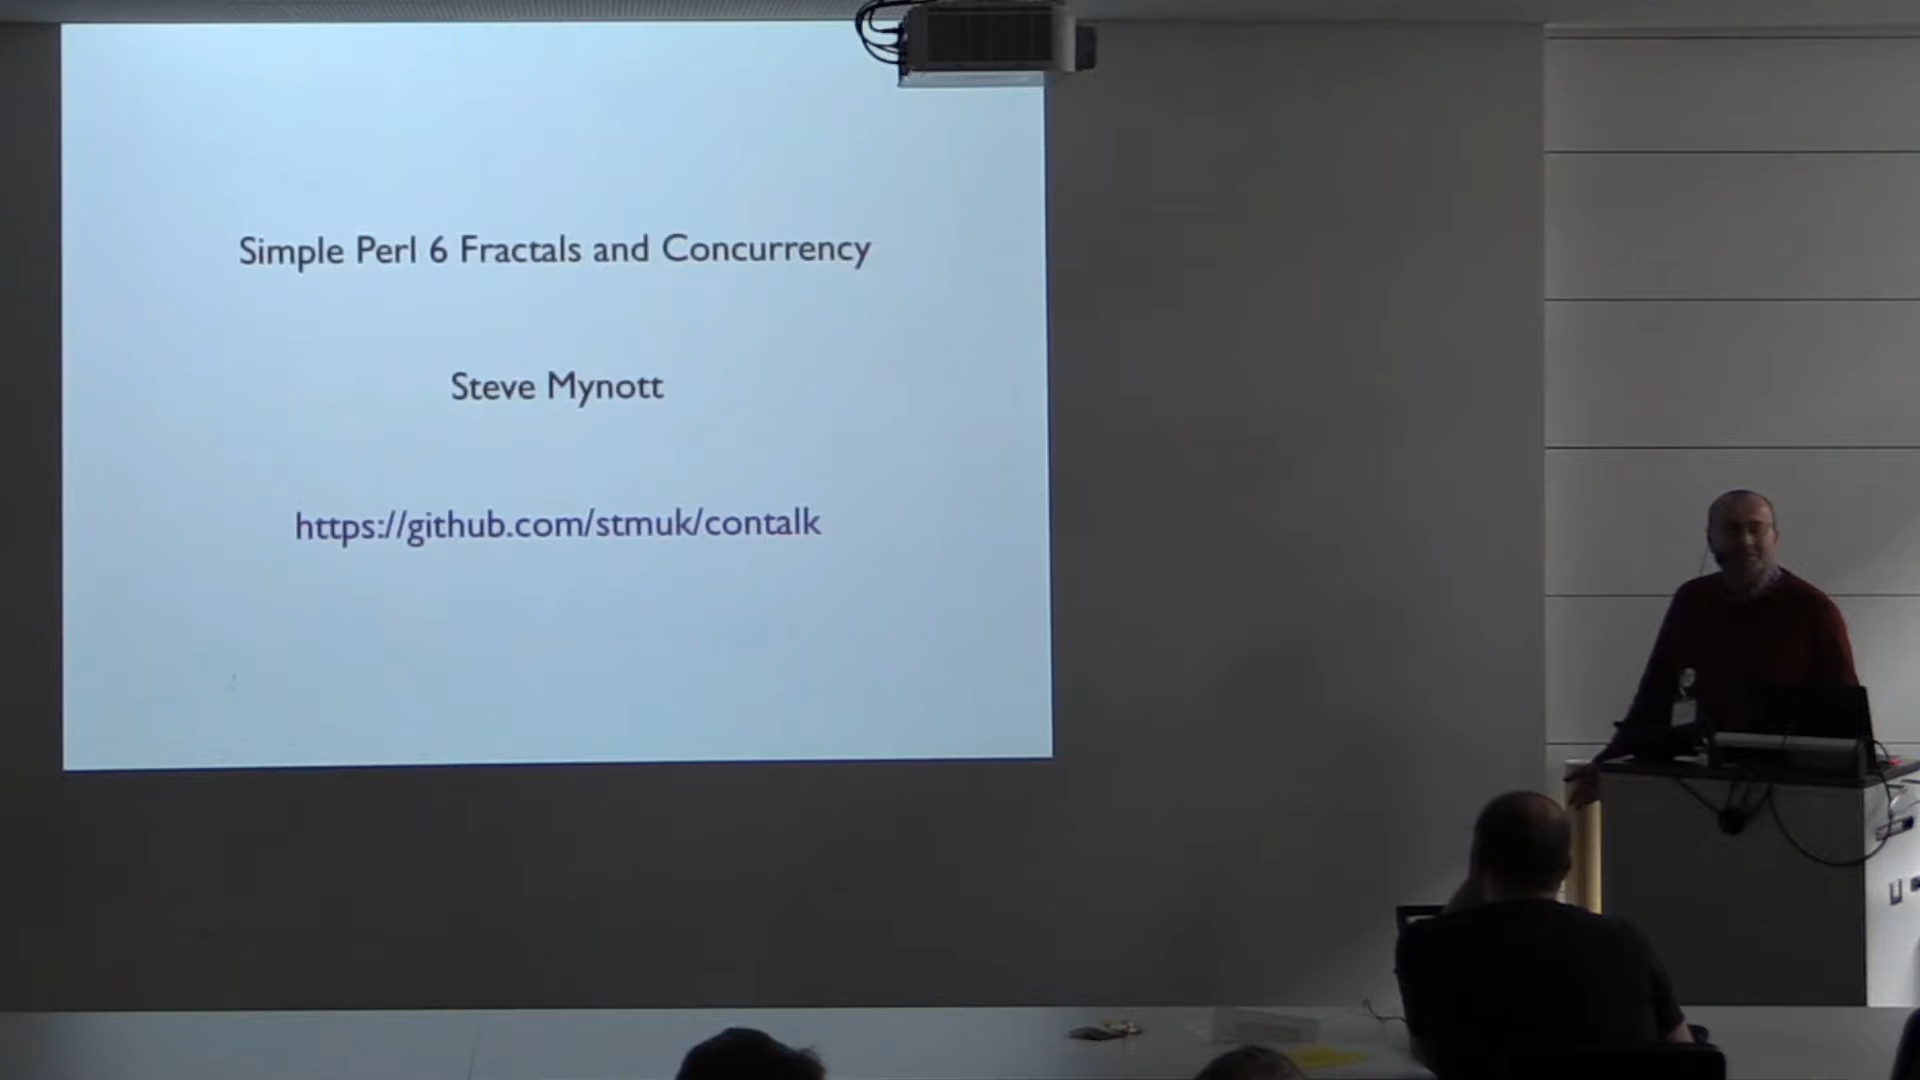 Simple Perl 6 Fractals and Concurrency
Steve Mynott
https://github.com/stmuk/contalk